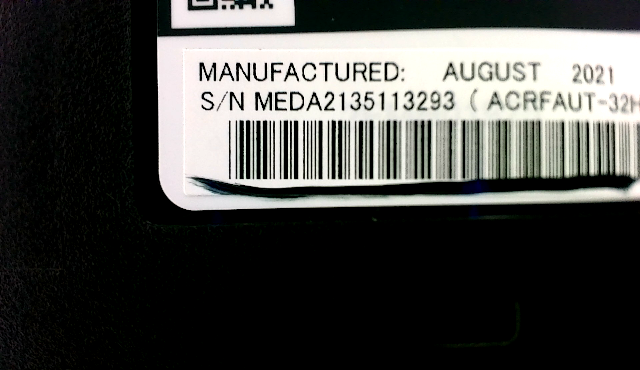 MANUFACTURED: AUGUST 2021
S/N MEDA2135113293 ( ACRFAUT-32H